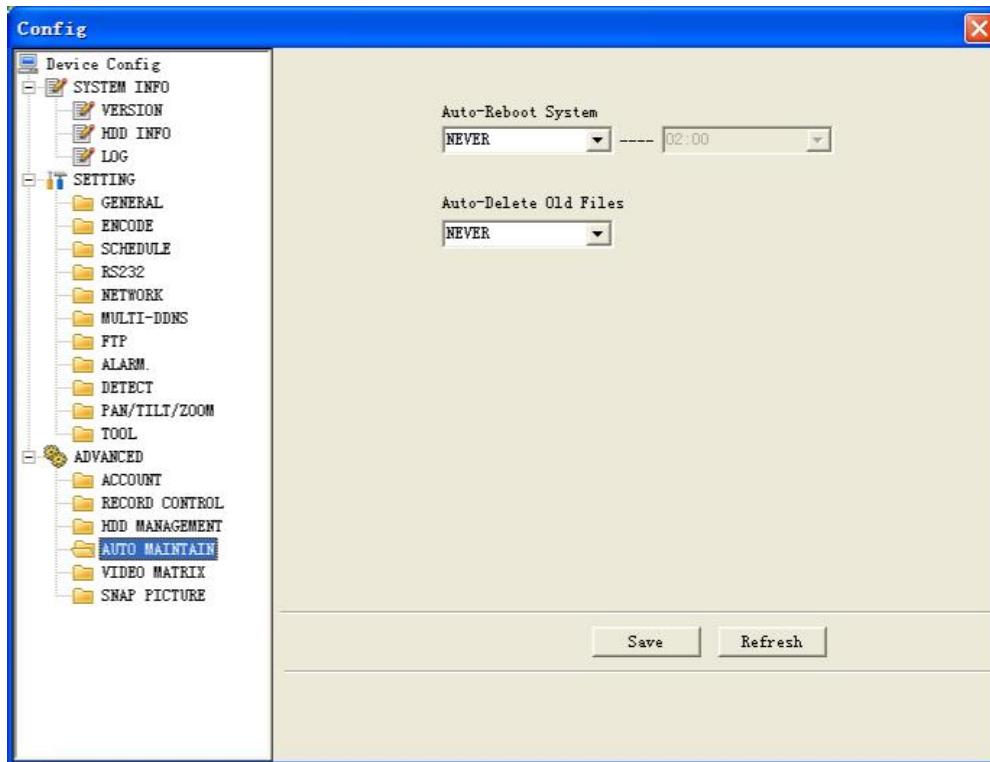 Config
Device Config
SYSTEM INFO
VERSION
HDD INFO
LOG
SETTING
GENERAL
ENCODE
SCHEDULE
RS232
NETWORK
MULTI-DDNS
FTP
ALARM.
DETECT
PAN/TILT/ZOOM
TOOL
ADVANCED
ACCOUNT
RECORD CONTROL
HDD MANAGEMENT
AUTO MAINTAIN
VIDEO MATRIX
SNAP PICTURE
Auto-Reboot System
NEVER ---- 02:00
Auto-Delete Old Files
NEVER
Save Refresh